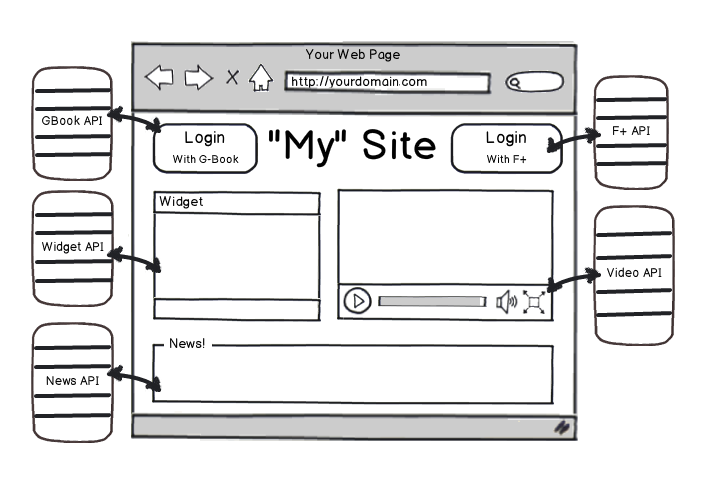 Your Web Page
http://yourdomain.com
GBook API
Login
With G-Book
"My" Site
Login
With F+
F+ API
Widget
Widget API
Video API
News!
News API